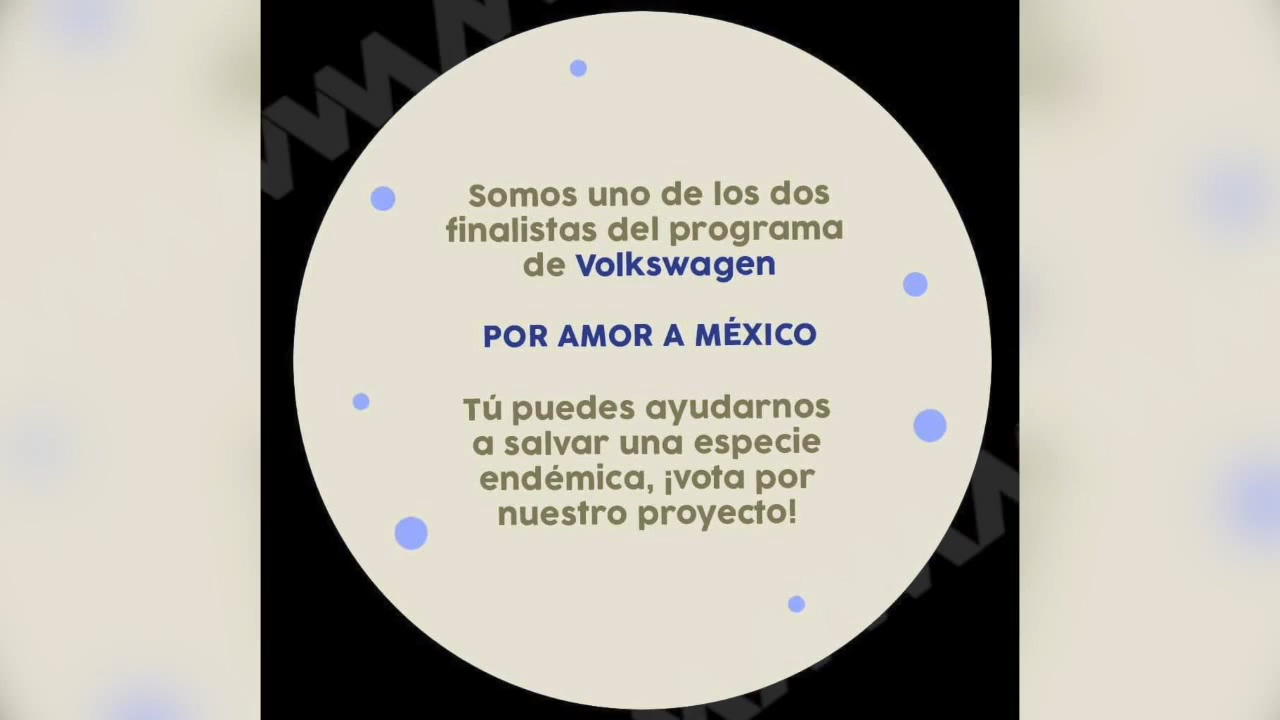 Somos uno de los dos
finalistas del programa
de Volkswagen
POR AMOR A MÉXICO
Tú puedes ayudarnos
a salvar una especie
endémica, ¡vota por
nuestro proyecto!